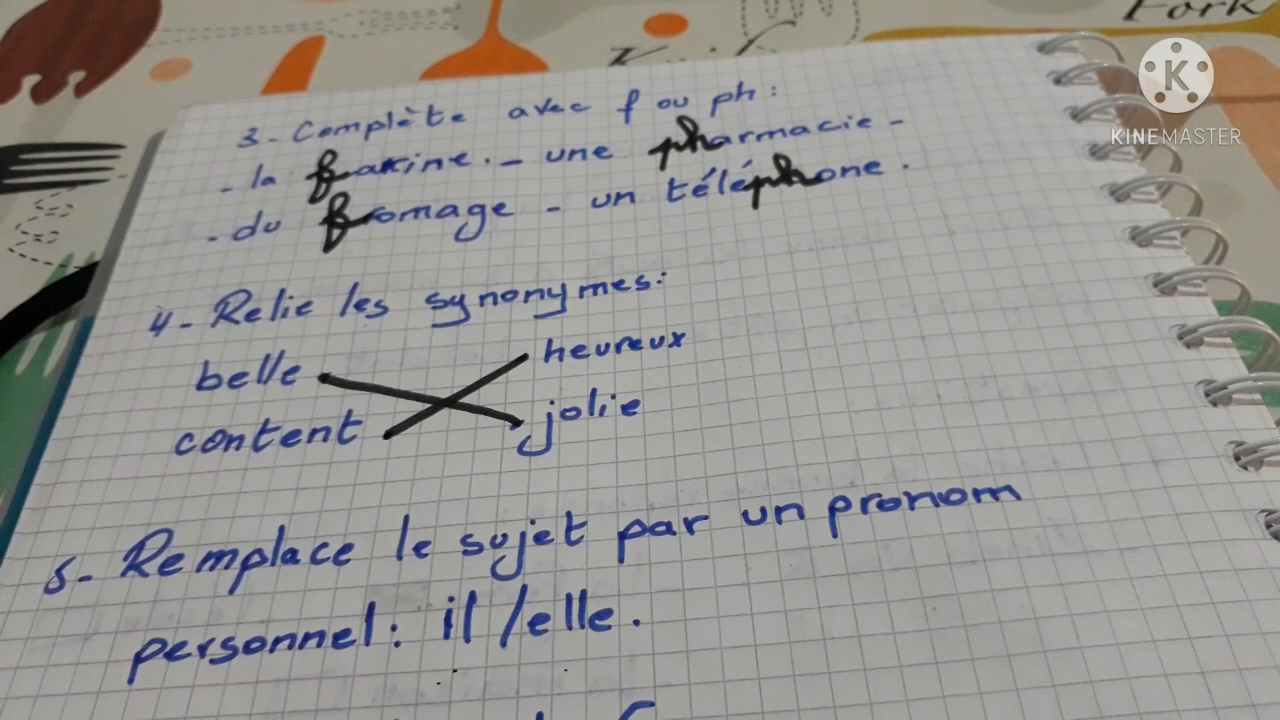 Fork
K
KINEMASTER
3-Complète avec f ou ph:
-la farine.-une pharmacie-
-du fromage-un téléphone.
4-Relie les synonymes:
belle heureux
content jolie
5-Remplace le sujet par un pronom
personnel: il/elle.